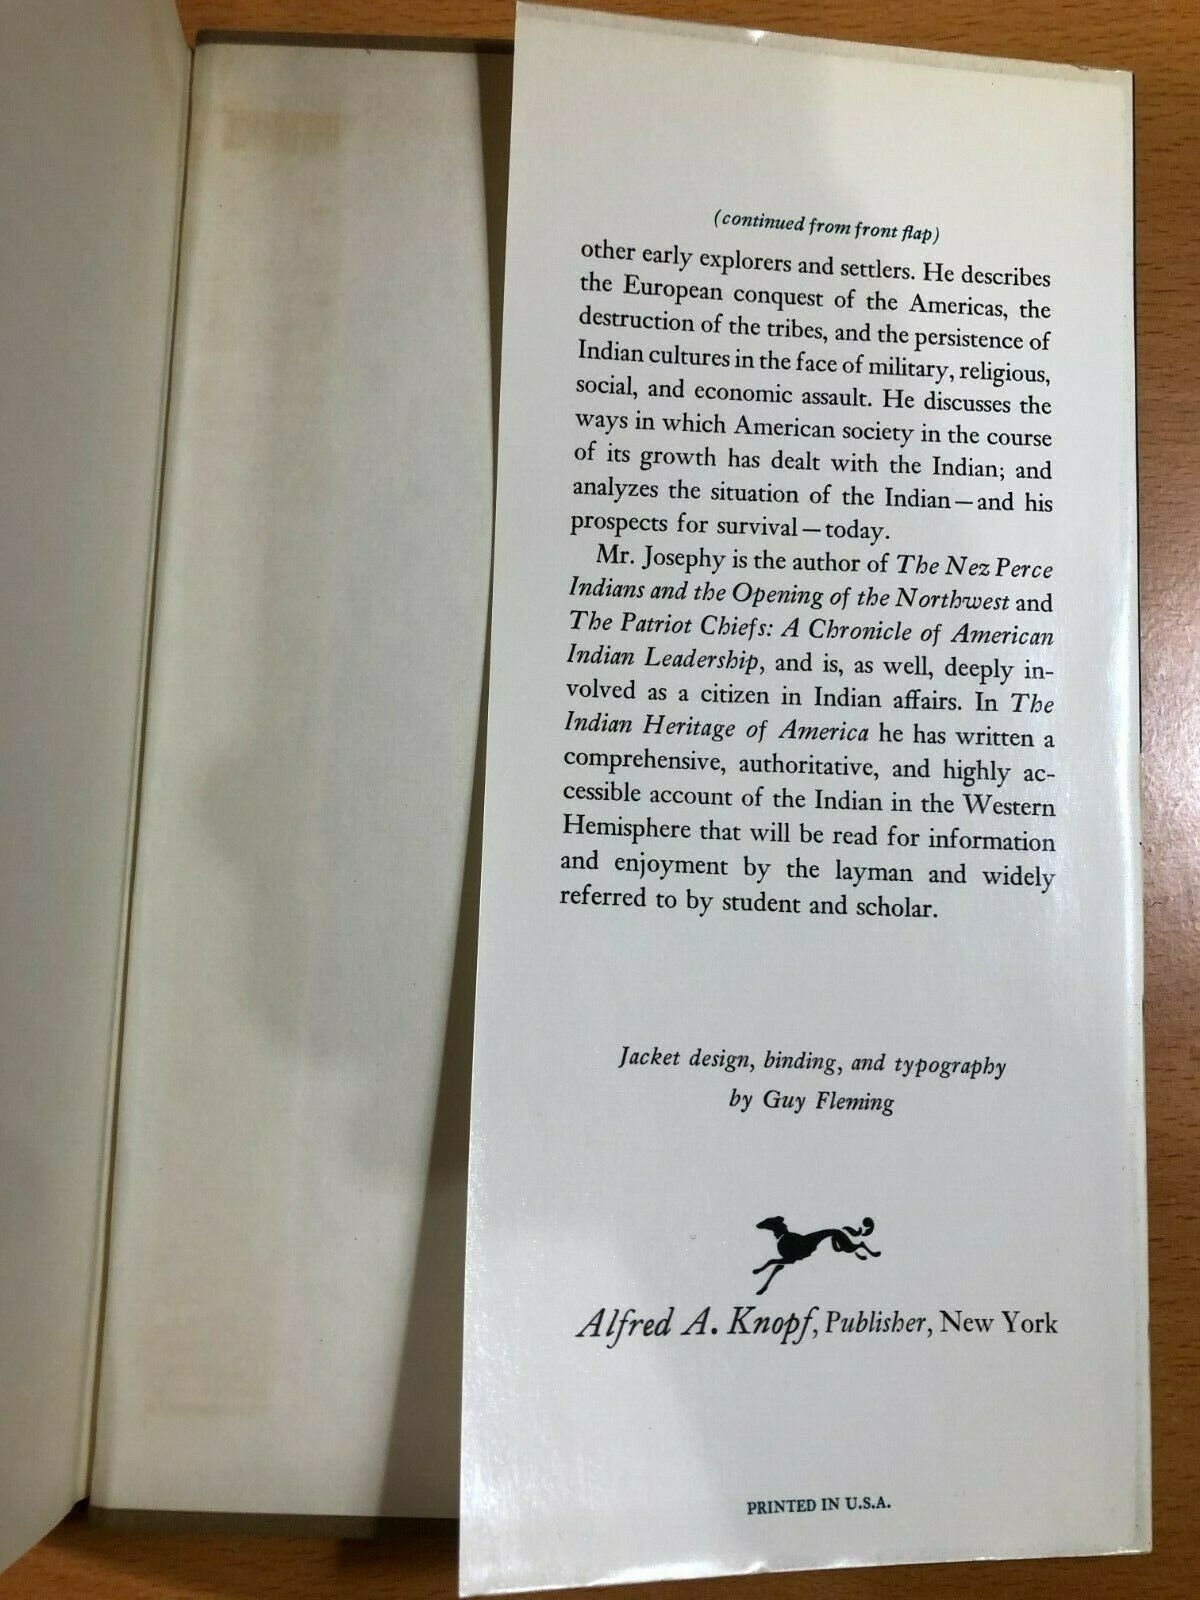 (continued from front flap)
other early explorers and settlers. He describes
the European conquest of the Americas, the
destruction of the tribes, and the persistence of
Indian cultures in the face of military, religious,
social, and economic assault. He discusses the
ways in which American society in the course
of its growth has dealt with the Indian; and
analyzes the situation of the Indian—and his
prospects for survival—today.
Mr. Josephy is the author of The Nez Perce
Indians and the Opening of the Northwest and
The Patriot Chiefs: A Chronicle of American
Indian Leadership, and is, as well, deeply in-
volved as a citizen in Indian affairs. In The
Indian Heritage of America he has written a
comprehensive, authoritative, and highly ac-
cessible account of the Indian in the Western
Hemisphere that will be read for information
and enjoyment by the layman and widely
referred to by student and scholar.
Jacket design, binding, and typography
by Guy Fleming
Alfred A. Knopf, Publisher, New York
PRINTED IN U.S.A.